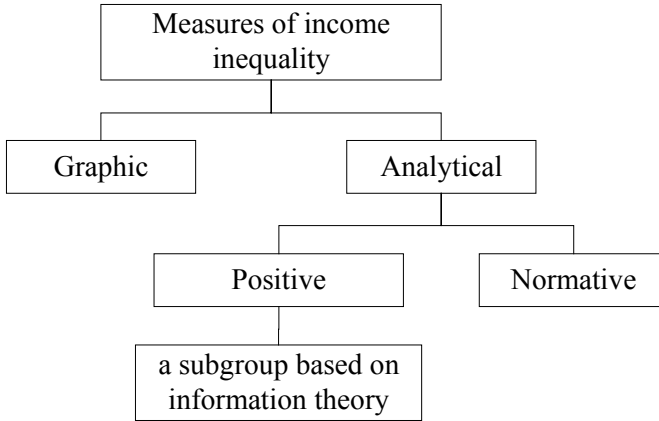 Measures of income
inequality
Graphic
Analytical
Positive
Normative
a subgroup based on
information theory